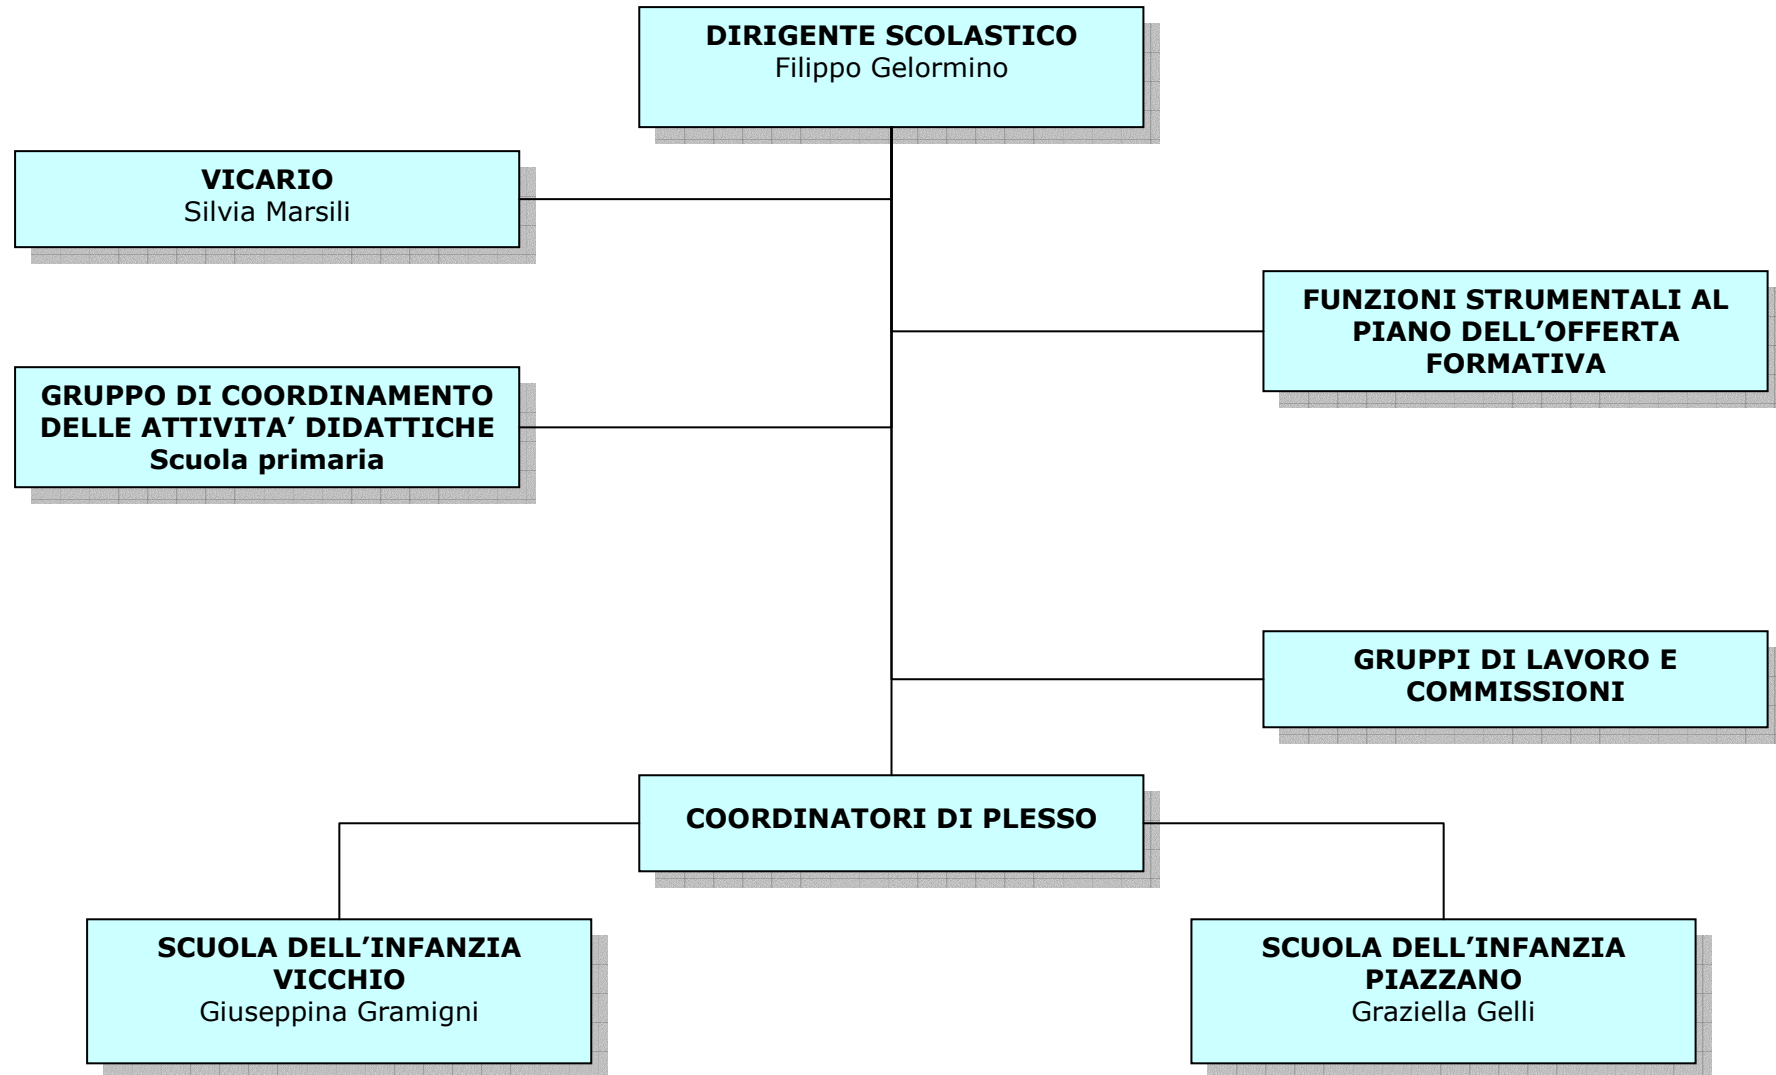 DIRIGENTE SCOLASTICO
Filippo Gelormino
VICARIO
Silvia Marsili
FUNZIONI STRUMENTALI AL
PIANO DELL’OFFERTA
FORMATIVA
GRUPPO DI COORDINAMENTO
DELLE ATTIVITA’ DIDATTICHE
Scuola primaria
GRUPPI DI LAVORO E
COMMISSIONI
COORDINATORI DI PLESSO
SCUOLA DELL’INFANZIA
VICCHIO
Giuseppina Gramigni
SCUOLA DELL’INFANZIA
PIAZZANO
Graziella Gelli